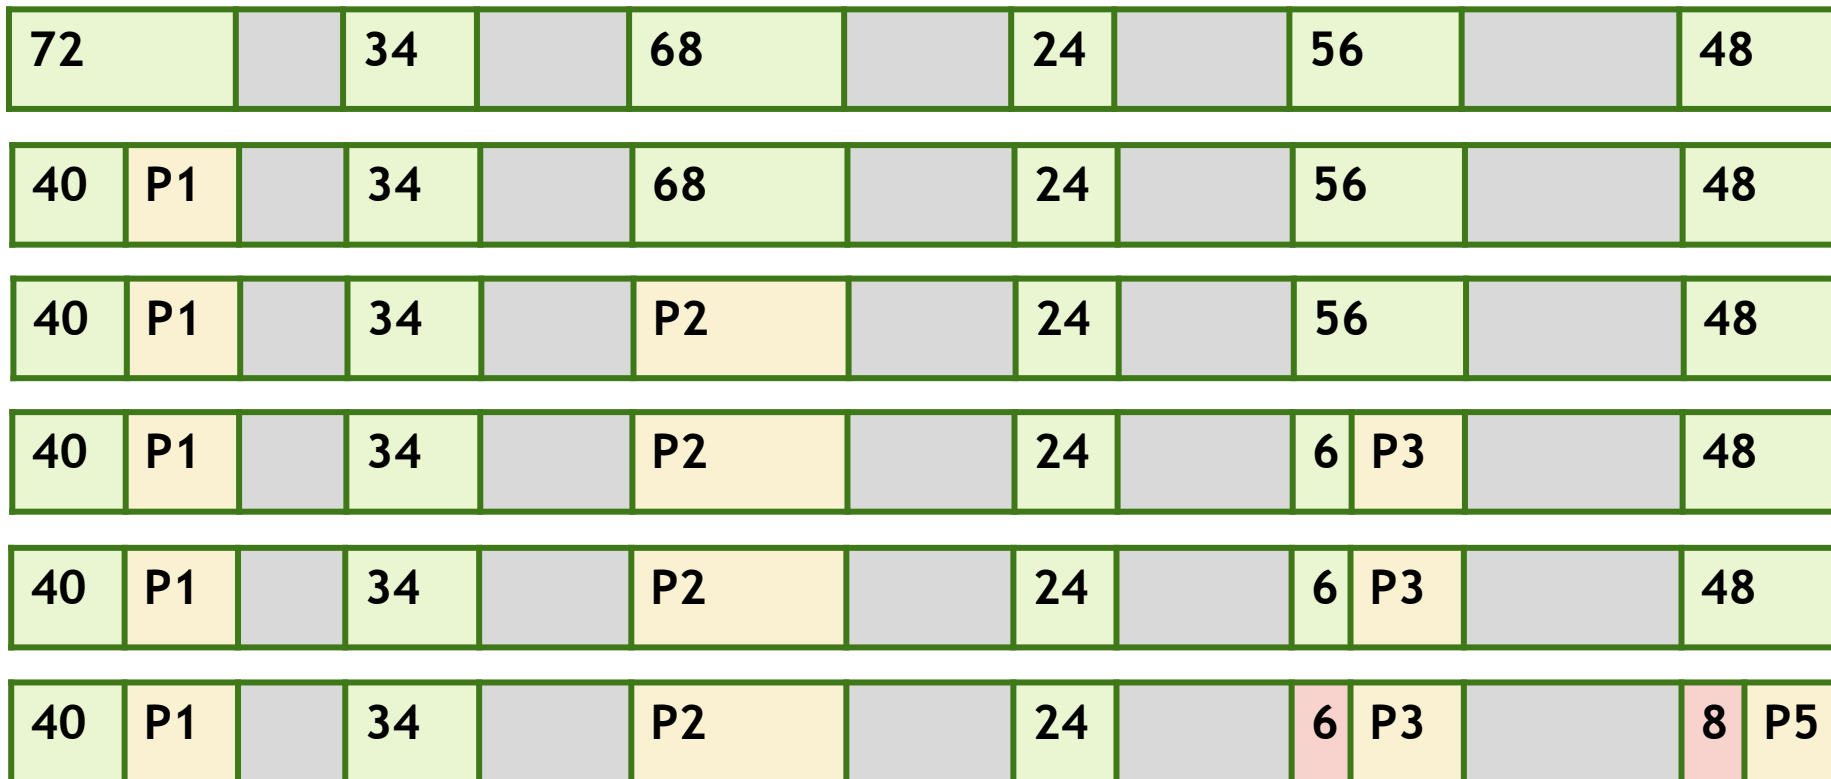 72 34 68 24 56 48
40 P1 34 68 24 56 48
40 P1 34 P2 24 56 48
40 P1 34 P2 24 6 P3 48
40 P1 34 P2 24 6 P3 48
40 P1 34 P2 24 6 P3 8 P5